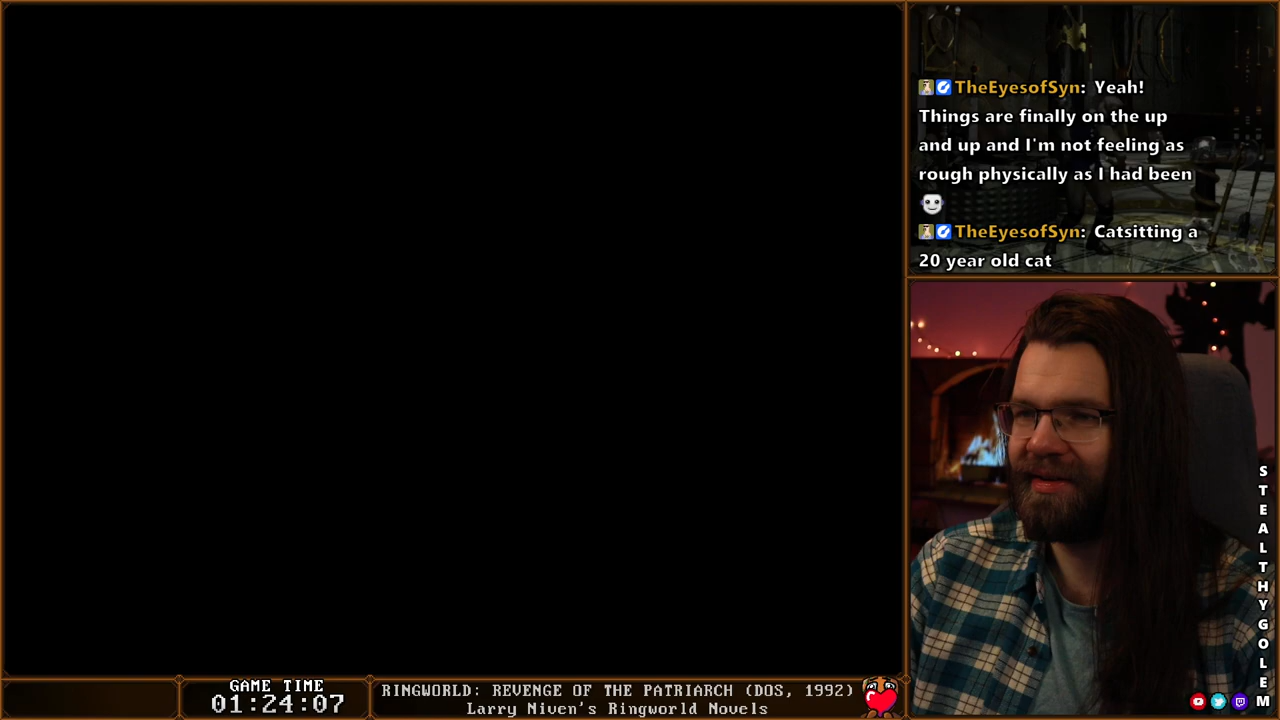 TheEyesofSyn: Yeah!
Things are finally on the up
and up and I'm not feeling as
rough physically as I had been
TheEyesofSyn: Catsitting a
20 year old cat
STEALTHYGOLEM
GAME TIME
01:24:07
RINGWORLD: REVENGE OF THE PATRIARCH (DOS, 1992)
Larry Niven's Ringworld Novels